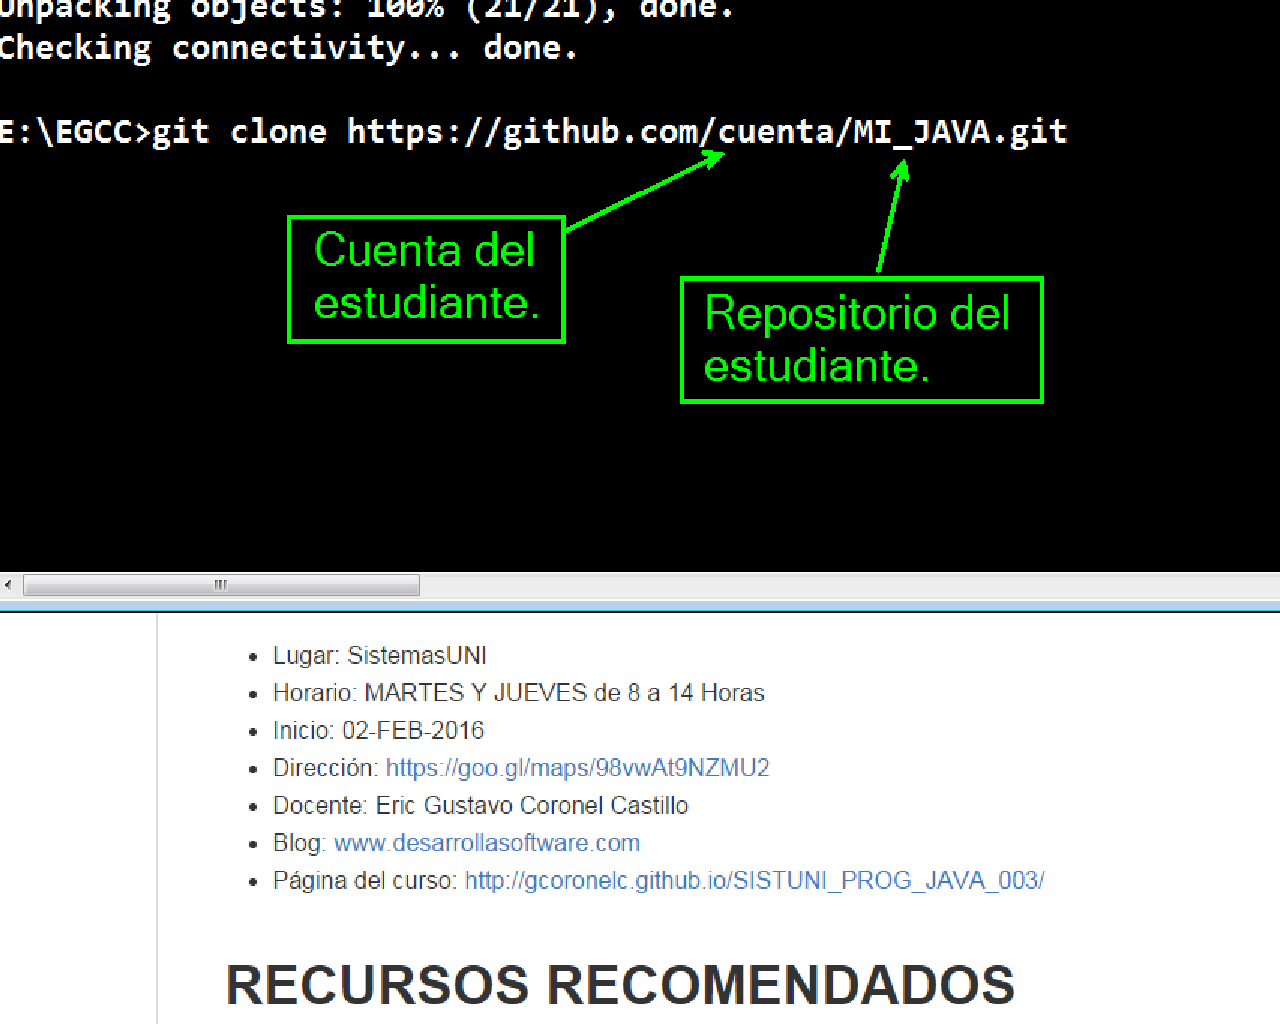 Unpacking objects: 100% (21/21), done.
Checking connectivity... done.
E:\EGCC>git clone https://github.com/cuenta/MI_JAVA.git
Cuenta del
estudiante.
Repositorio del
estudiante.
Lugar: SistemasUNI
Horario: MARTES Y JUEVES de 8 a 14 Horas
Inicio: 02-FEB-2016
Dirección: https://goo.gl/maps/98vwAt9NZMU2
Docente: Eric Gustavo Coronel Castillo
Blog: www.desarrollasoftware.com
Página del curso: http://gcoronelc.github.io/SISTUNI_PROG_JAVA_003/
RECURSOS RECOMENDADOS